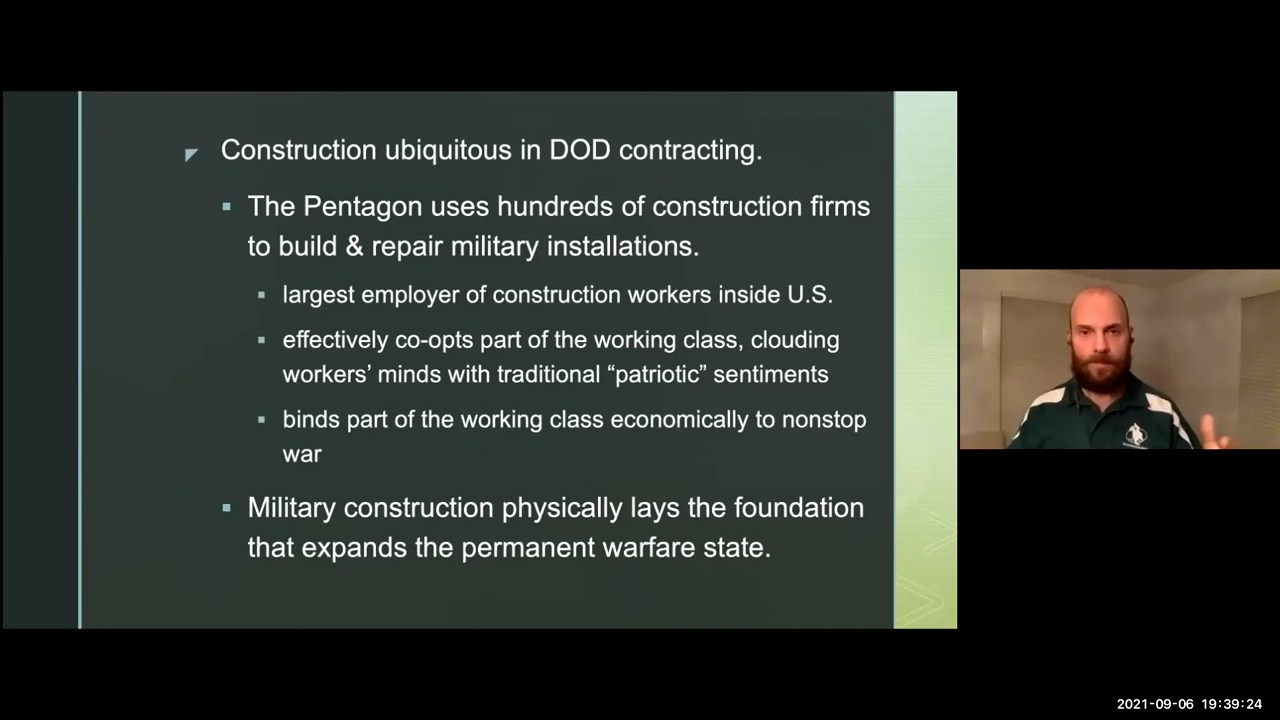 Construction ubiquitous in DOD contracting.
The Pentagon uses hundreds of construction firms
to build & repair military installations.
largest employer of construction workers inside U.S.
effectively co-opts part of the working class, clouding
workers’ minds with traditional “patriotic” sentiments
binds part of the working class economically to nonstop
war
Military construction physically lays the foundation
that expands the permanent warfare state.
2021-09-06 19:39:24